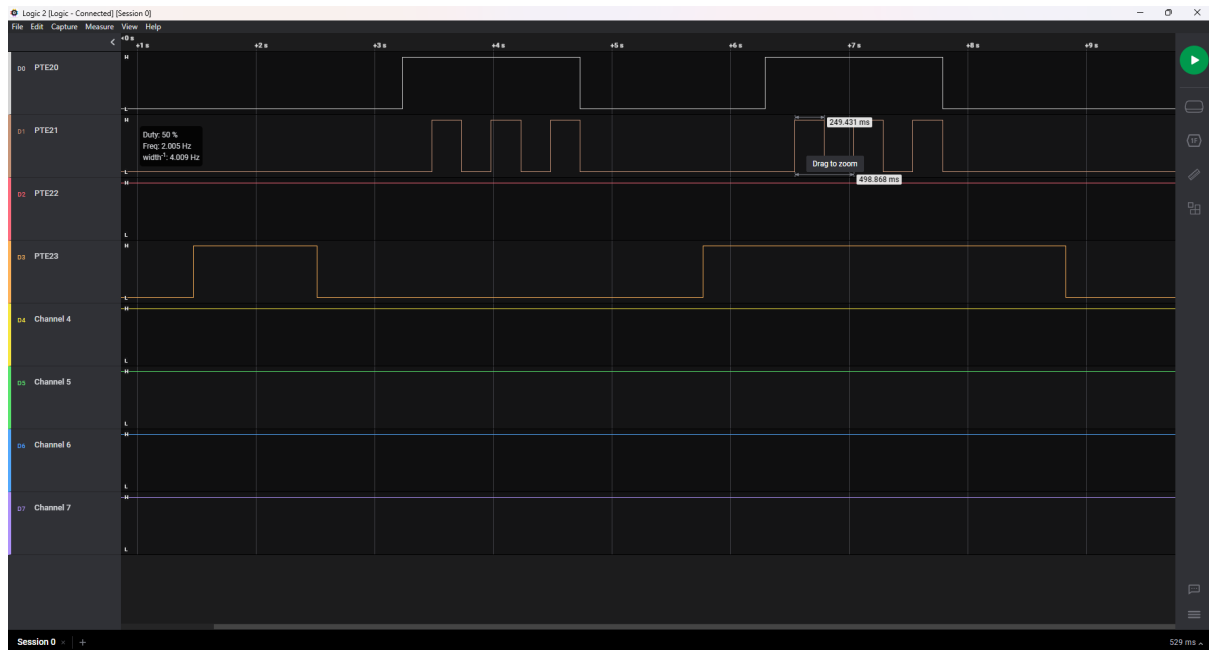 Logic 2 [Logic - Connected] [Session 0]
File Edit Capture Measure View Help
<0 s
+1 s +2 s +3 s +4 s +5 s +6 s +7 s +8 s +9 s
D0 PTE20
H
L
D1 PTE21
H
L
Duty: 50 %
Freq: 2.005 Hz
width⁻¹: 4.009 Hz
249.431 ms
Drag to zoom
498.868 ms
D2 PTE22
H
L
D3 PTE23
H
L
D4 Channel 4
H
L
D5 Channel 5
H
L
D6 Channel 6
H
L
D7 Channel 7
H
L
1F
Session 0 × +
529 ms